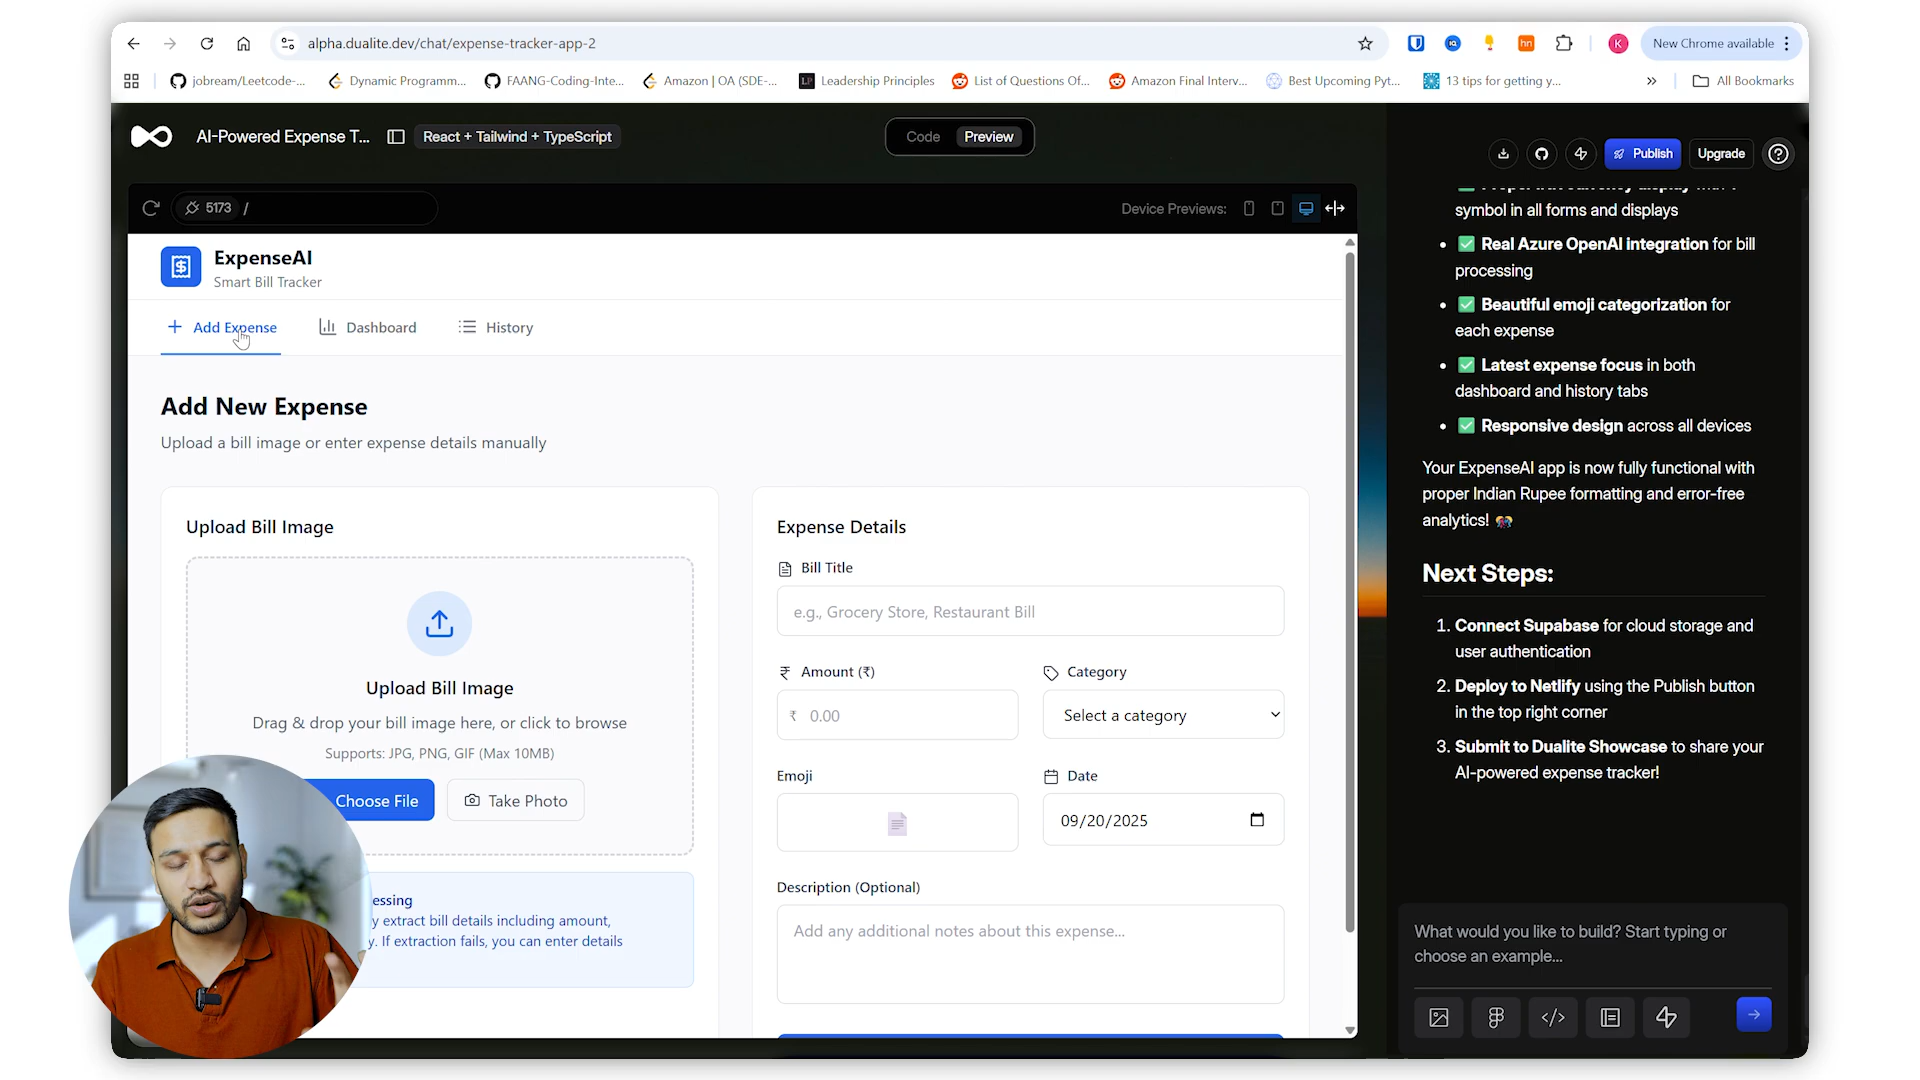 alpha.dualite.dev/chat/expense-tracker-app-2
hn
K
New Chrome available
jobream/Leetcode-...
Dynamic Programm...
FAANG-Coding-Inte...
Amazon | OA (SDE-...
LP
Leadership Principles
List of Questions Of...
Amazon Final Interv...
Best Upcoming Pyt...
13 tips for getting y...
All Bookmarks
AI-Powered Expense T...
React + Tailwind + TypeScript
Code
Preview
Publish
Upgrade
5173 /
Device Previews:
ExpenseAI
Smart Bill Tracker
Add Expense
Dashboard
History
Add New Expense
Upload a bill image or enter expense details manually
Upload Bill Image
Upload Bill Image
Drag & drop your bill image here, or click to browse
Supports: JPG, PNG, GIF (Max 10MB)
Choose File
Take Photo
essing
y extract bill details including amount,
y. If extraction fails, you can enter details
Expense Details
Bill Title
e.g., Grocery Store, Restaurant Bill
₹ Amount (₹)
Category
₹ 0.00
Select a category
Emoji
Date
09/20/2025
Description (Optional)
Add any additional notes about this expense...
symbol in all forms and displays
• ✅ Real Azure OpenAI integration for bill
processing
• ✅ Beautiful emoji categorization for
each expense
• ✅ Latest expense focus in both
dashboard and history tabs
• ✅ Responsive design across all devices
Your ExpenseAI app is now fully functional with
proper Indian Rupee formatting and error-free
analytics! 🎊
Next Steps:
1. Connect Supabase for cloud storage and
user authentication
2. Deploy to Netlify using the Publish button
in the top right corner
3. Submit to Dualite Showcase to share your
AI-powered expense tracker!
What would you like to build? Start typing or
choose an example...